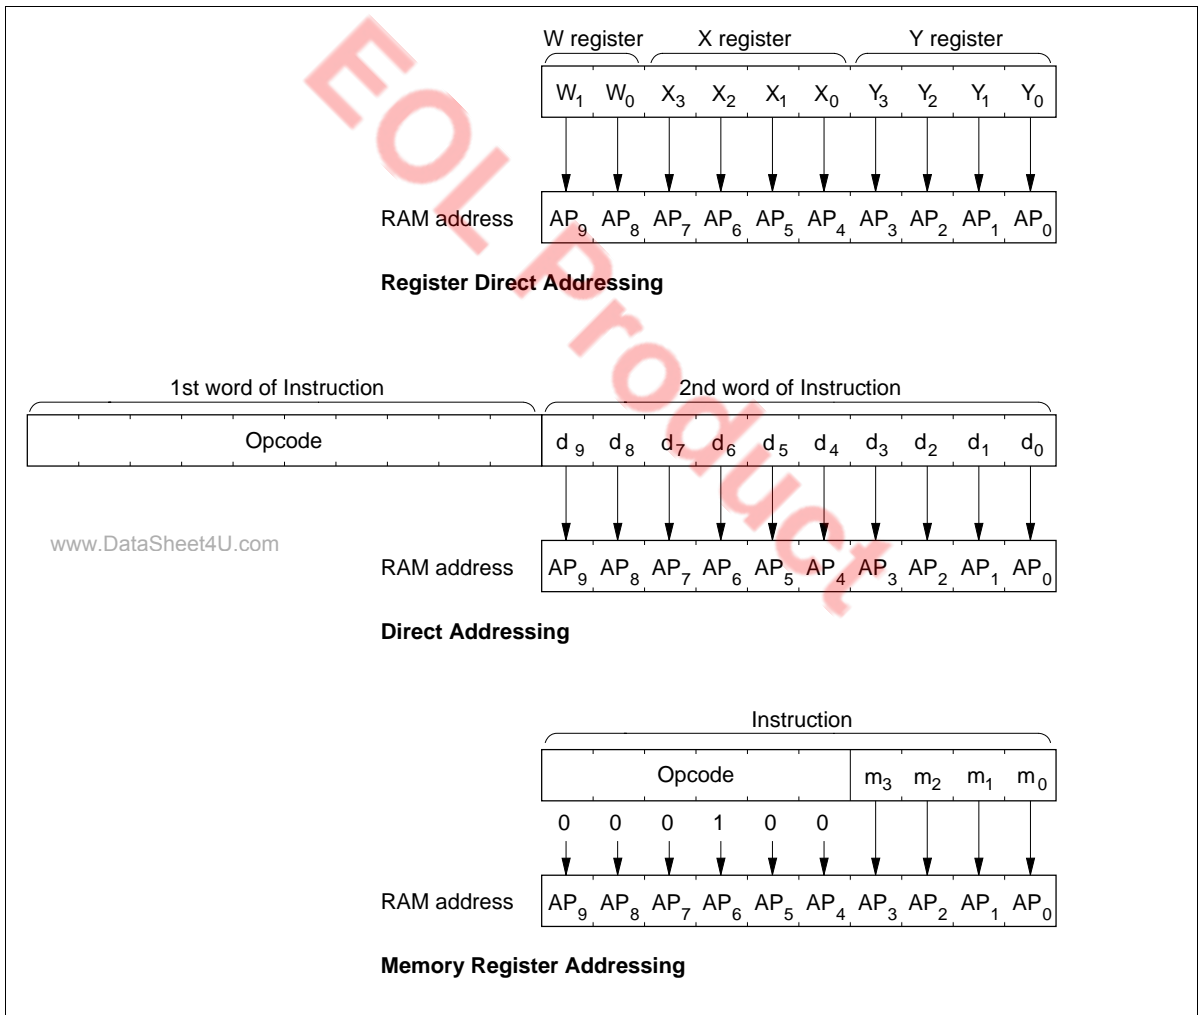 W register X register Y register
W1 W0 X3 X2 X1 X0 Y3 Y2 Y1 Y0
RAM address AP9 AP8 AP7 AP6 AP5 AP4 AP3 AP2 AP1 AP0
Register Direct Addressing
1st word of Instruction 2nd word of Instruction
Opcode d9 d8 d7 d6 d5 d4 d3 d2 d1 d0
www.DataSheet4U.com
RAM address AP9 AP8 AP7 AP6 AP5 AP4 AP3 AP2 AP1 AP0
Direct Addressing
Instruction
Opcode m3 m2 m1 m0
0 0 0 1 0 0
RAM address AP9 AP8 AP7 AP6 AP5 AP4 AP3 AP2 AP1 AP0
Memory Register Addressing
EOL Product